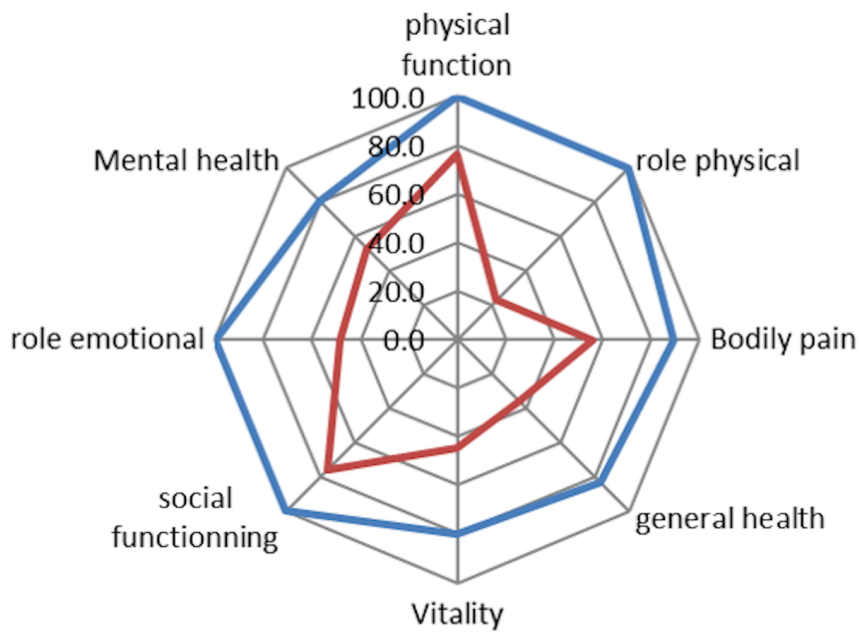 physical
function
100.0
80.0
Mental health
role physical
60.0
40.0
20.0
role emotional
0.0
Bodily pain
social
functionning
general health
Vitality